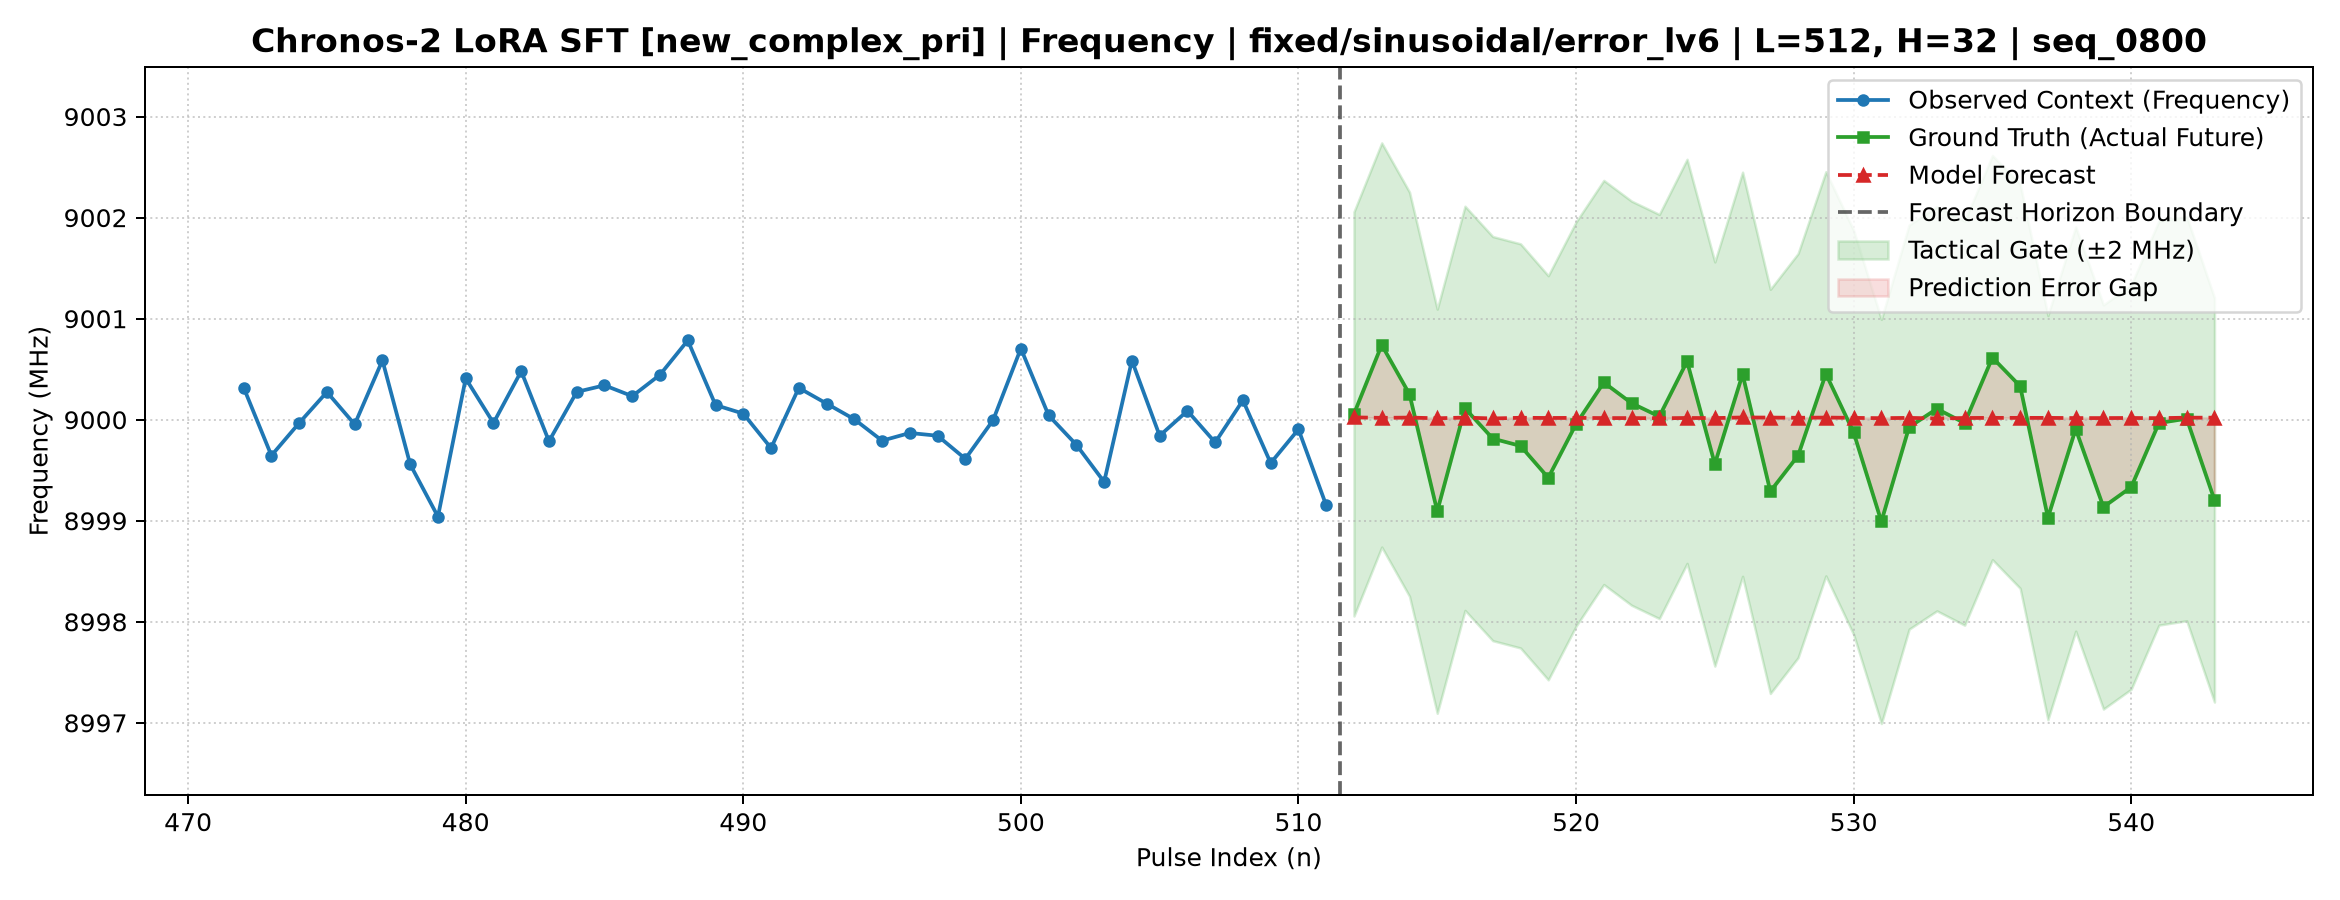 Chronos-2 LoRA SFT [new_complex_pri] | Frequency | fixed/sinusoidal/error_lv6 | L=512, H=32 | seq_0800
Observed Context (Frequency)
Ground Truth (Actual Future)
Model Forecast
Forecast Horizon Boundary
Tactical Gate (±2 MHz)
Prediction Error Gap
Frequency (MHz)
9003
9002
9001
9000
8999
8998
8997
470 480 490 500 510 520 530 540
Pulse Index (n)